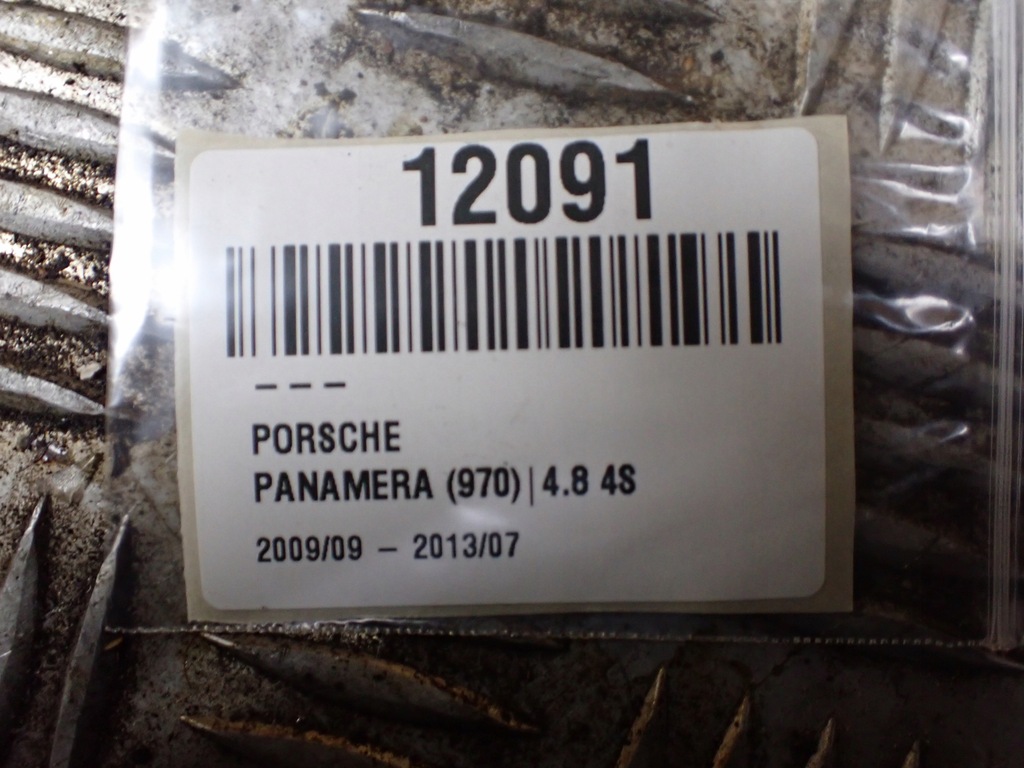 12091
– – –
PORSCHE
PANAMERA (970) | 4.8 4S
2009/09 – 2013/07